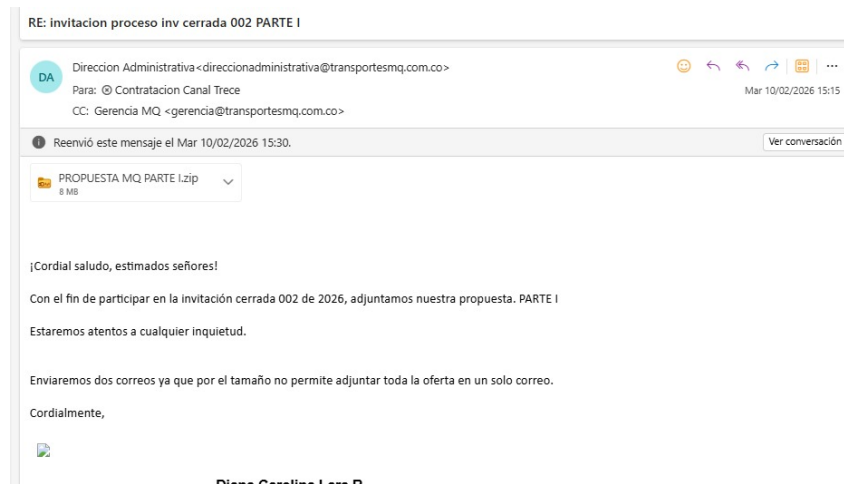 RE: invitacion proceso inv cerrada 002 PARTE I
DA
Direccion Administrativa<direccionadministrativa@transportesmq.com.co>
Para: Contratacion Canal Trece
Mar 10/02/2026 15:15
CC: Gerencia MQ <gerencia@transportesmq.com.co>
Reenvió este mensaje el Mar 10/02/2026 15:30.
Ver conversación
PROPUESTA MQ PARTE I.zip
8 MB
¡Cordial saludo, estimados señores!
Con el fin de participar en la invitación cerrada 002 de 2026, adjuntamos nuestra propuesta. PARTE I
Estaremos atentos a cualquier inquietud.
Enviaremos dos correos ya que por el tamaño no permite adjuntar toda la oferta en un solo correo.
Cordialmente,
Diana Carolina Lara R